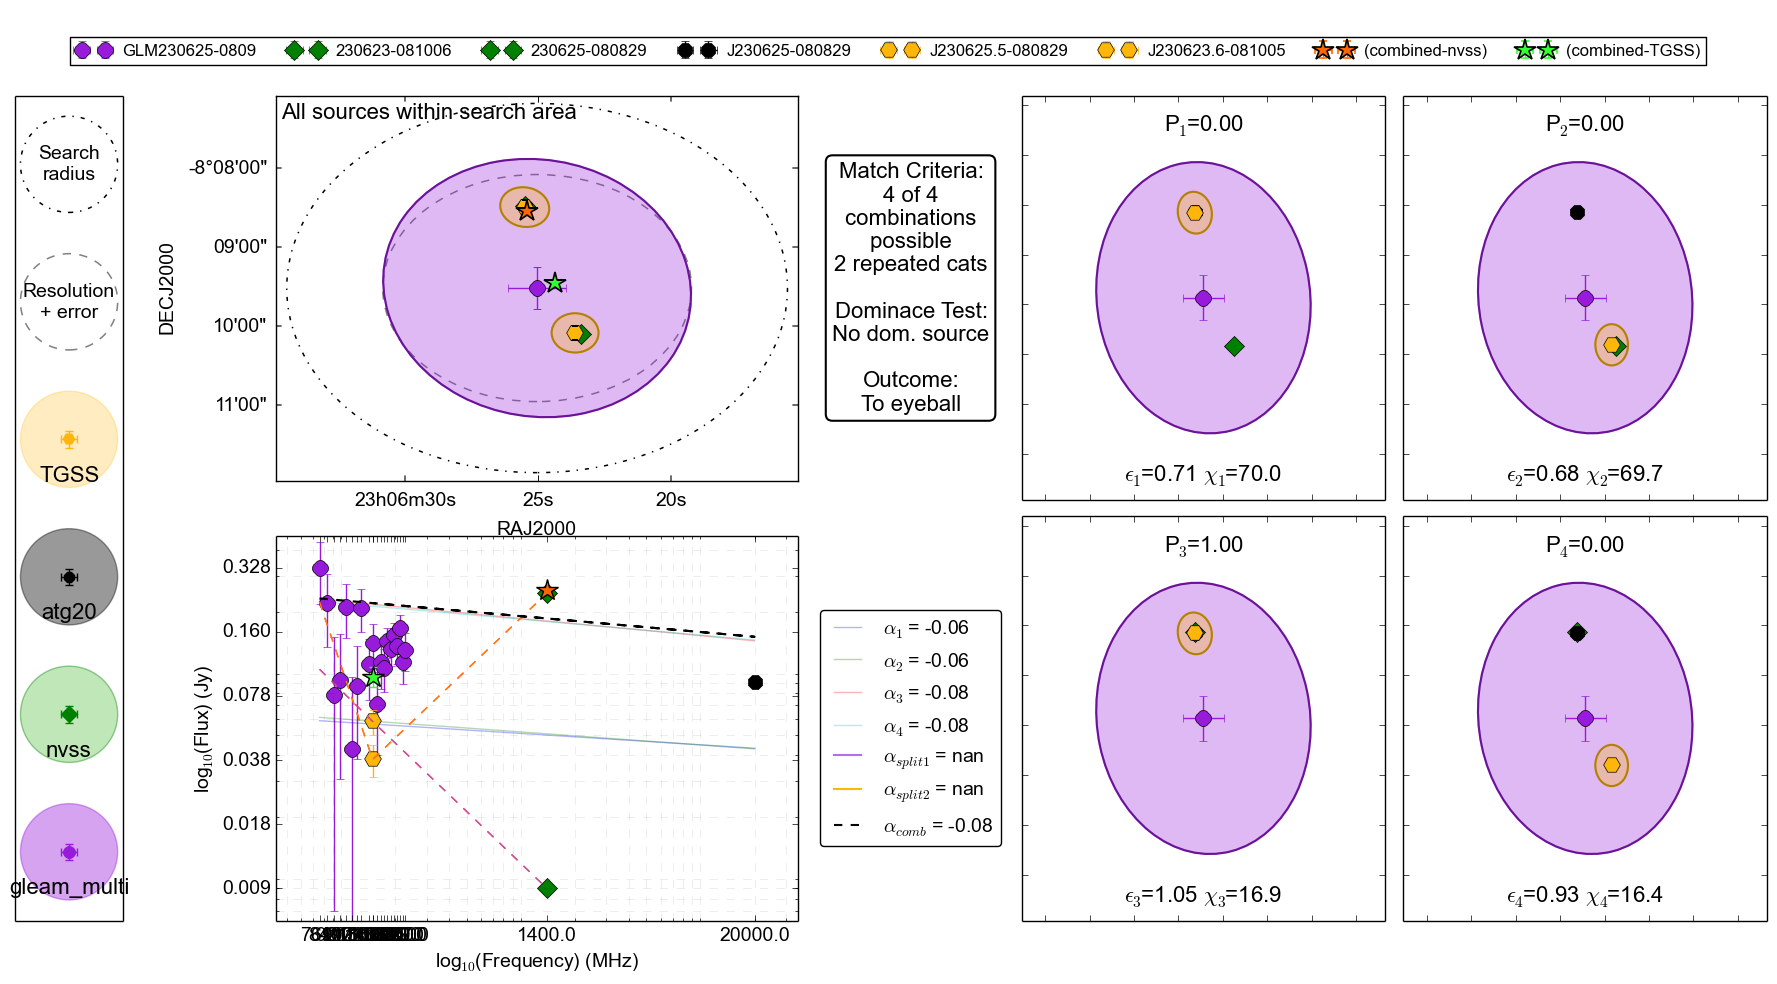 GLM230625-0809 230623-081006 230625-080829 J230625-080829 J230625.5-080829 J230623.6-081005 (combined-nvss) (combined-TGSS)
Search
radius
Resolution
+ error
TGSS
atg20
nvss
gleam_multi
All sources within search area
DECJ2000
-8°08'00"
09'00"
10'00"
11'00"
23h06m30s 25s 20s
RAJ2000
Match Criteria:
4 of 4
combinations
possible
2 repeated cats
Dominace Test:
No dom. source
Outcome:
To eyeball
P1=0.00
ϵ1=0.71 χ1=70.0
P2=0.00
ϵ2=0.68 χ2=69.7
log10(Flux) (Jy)
0.328
0.160
0.078
0.038
0.018
0.009
1400.0 20000.0
log10(Frequency) (MHz)
α1 = -0.06
α2 = -0.06
α3 = -0.08
α4 = -0.08
αsplit1 = nan
αsplit2 = nan
αcomb = -0.08
P3=1.00
ϵ3=1.05 χ3=16.9
P4=0.00
ϵ4=0.93 χ4=16.4